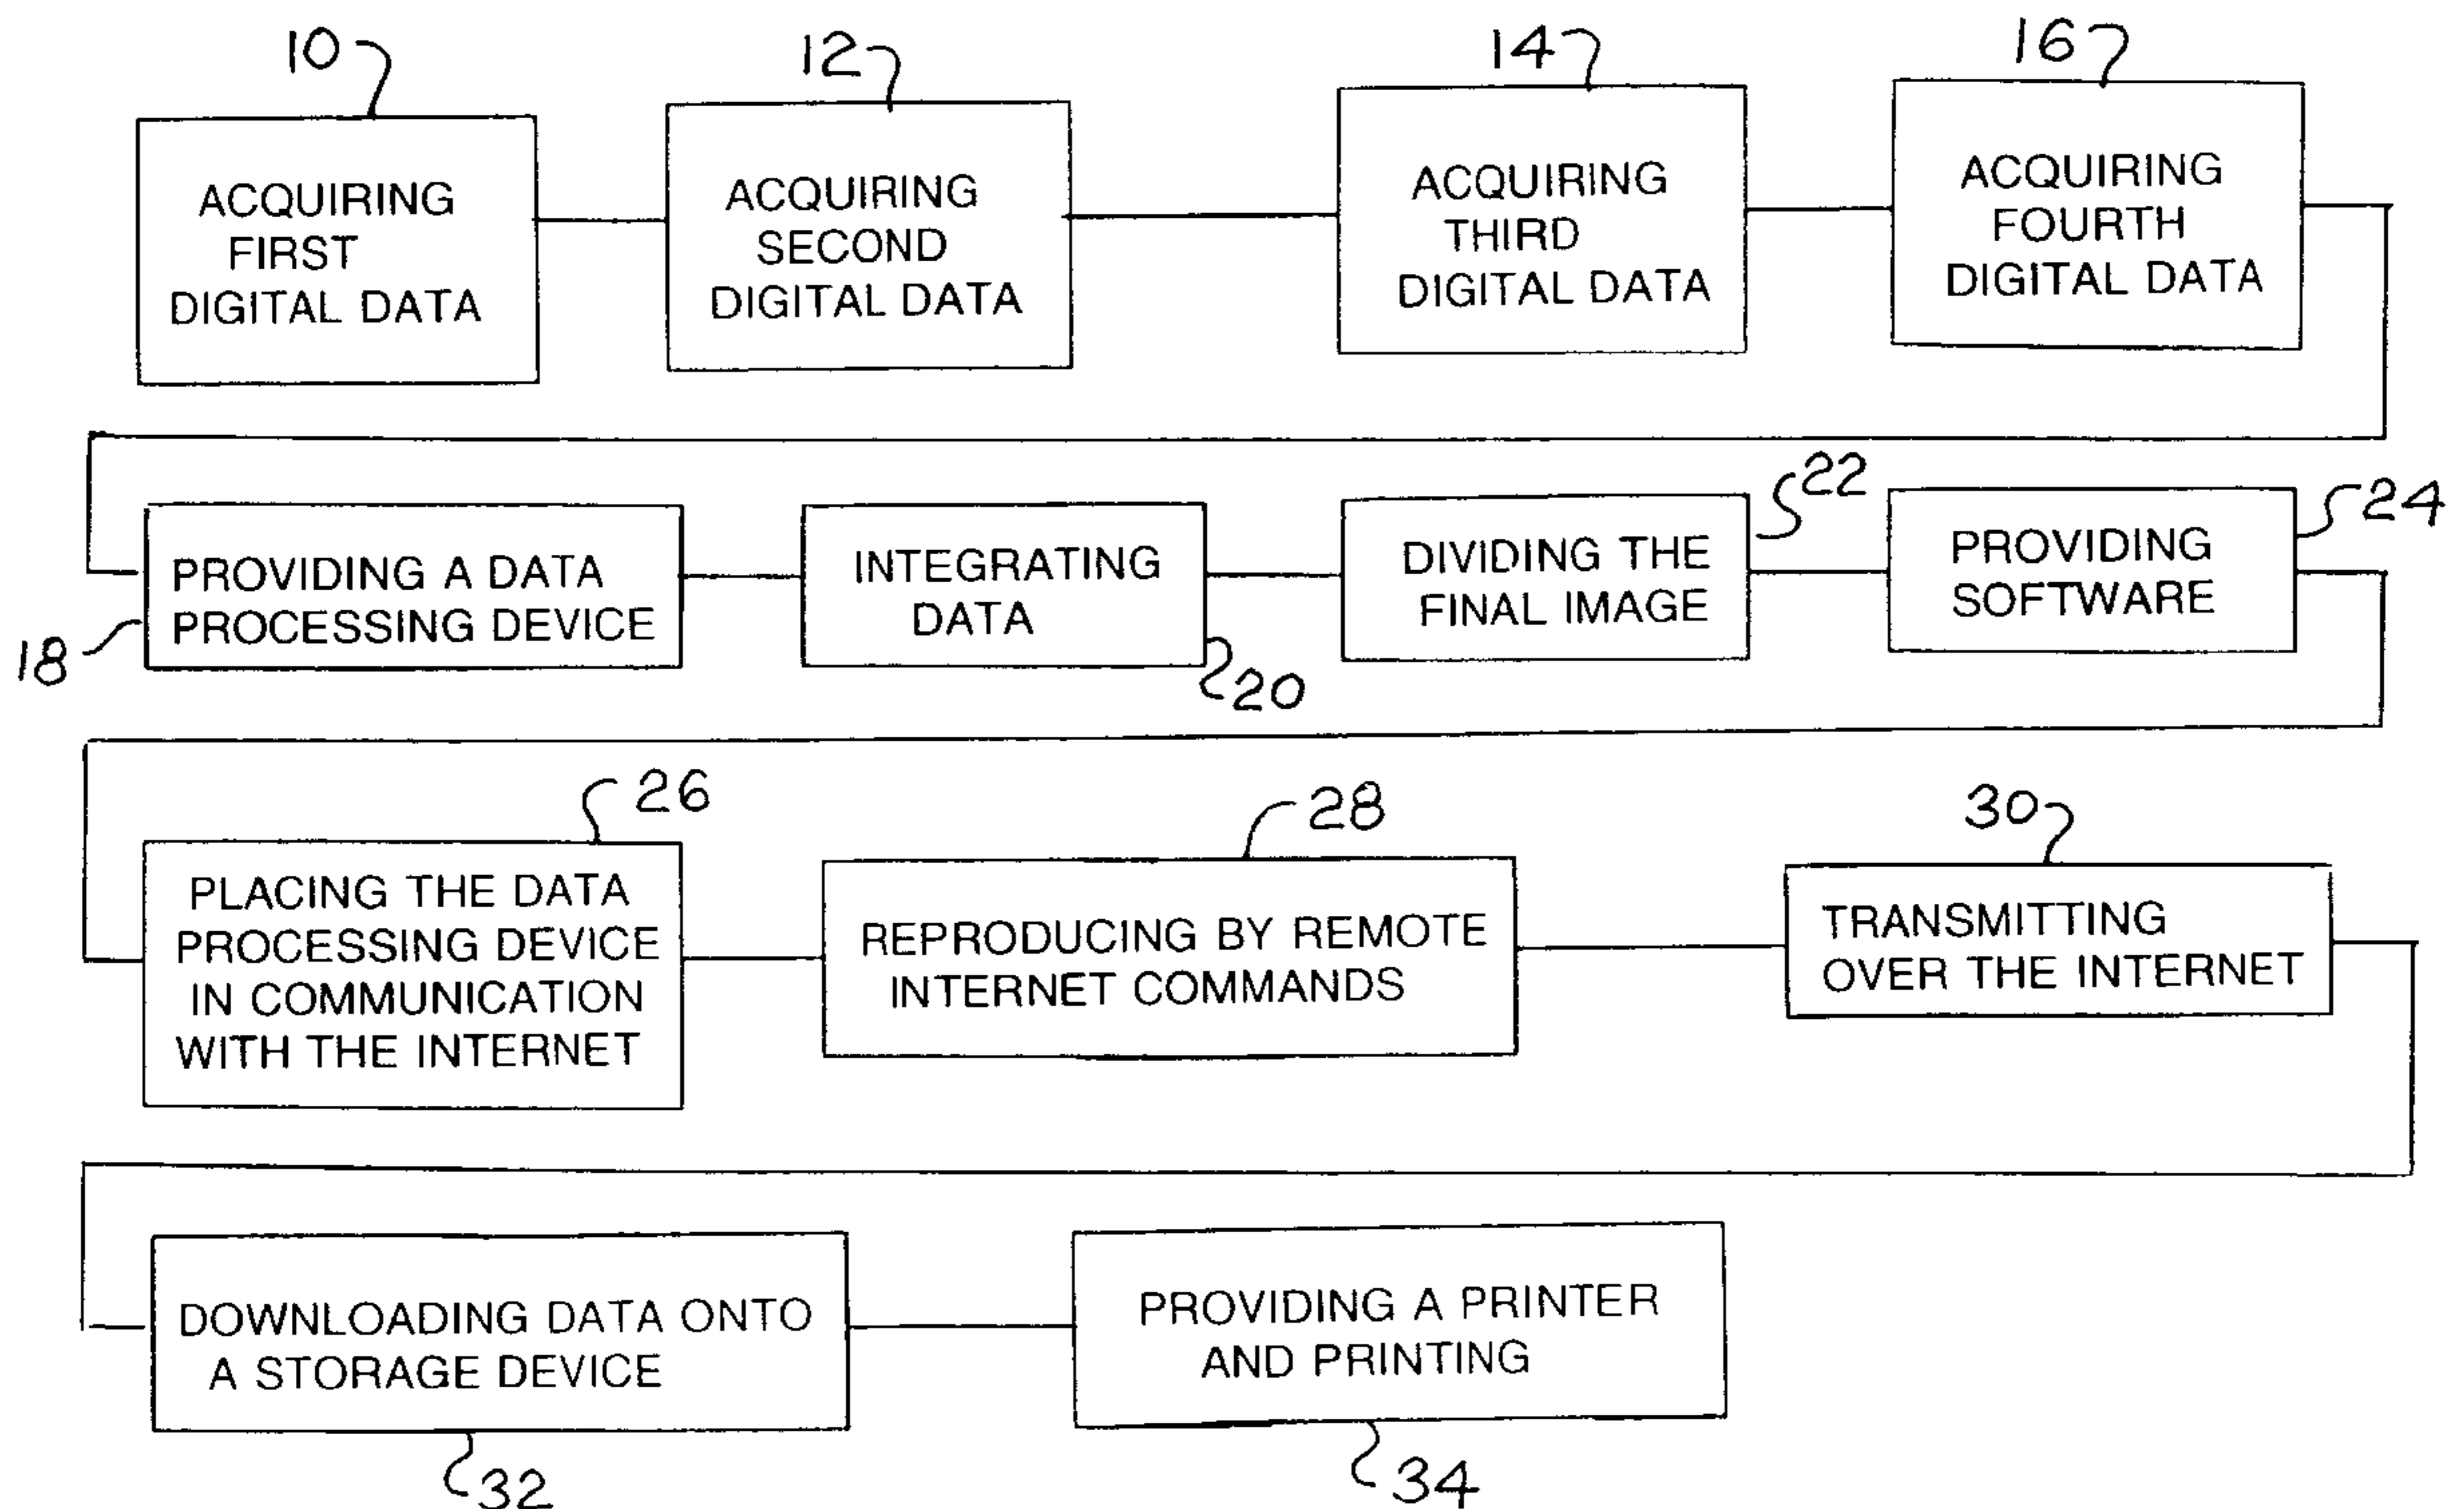 10
12
14
16
ACQUIRING
FIRST
DIGITAL DATA
ACQUIRING
SECOND
DIGITAL DATA
ACQUIRING
THIRD
DIGITAL DATA
ACQUIRING
FOURTH
DIGITAL DATA
18
PROVIDING A DATA
PROCESSING DEVICE
INTEGRATING
DATA
20
DIVIDING THE
FINAL IMAGE
22
PROVIDING
SOFTWARE
24
26
PLACING THE DATA
PROCESSING DEVICE
IN COMMUNICATION
WITH THE INTERNET
28
REPRODUCING BY REMOTE
INTERNET COMMANDS
30
TRANSMITTING
OVER THE INTERNET
DOWNLOADING DATA ONTO
A STORAGE DEVICE
32
PROVIDING A PRINTER
AND PRINTING
34